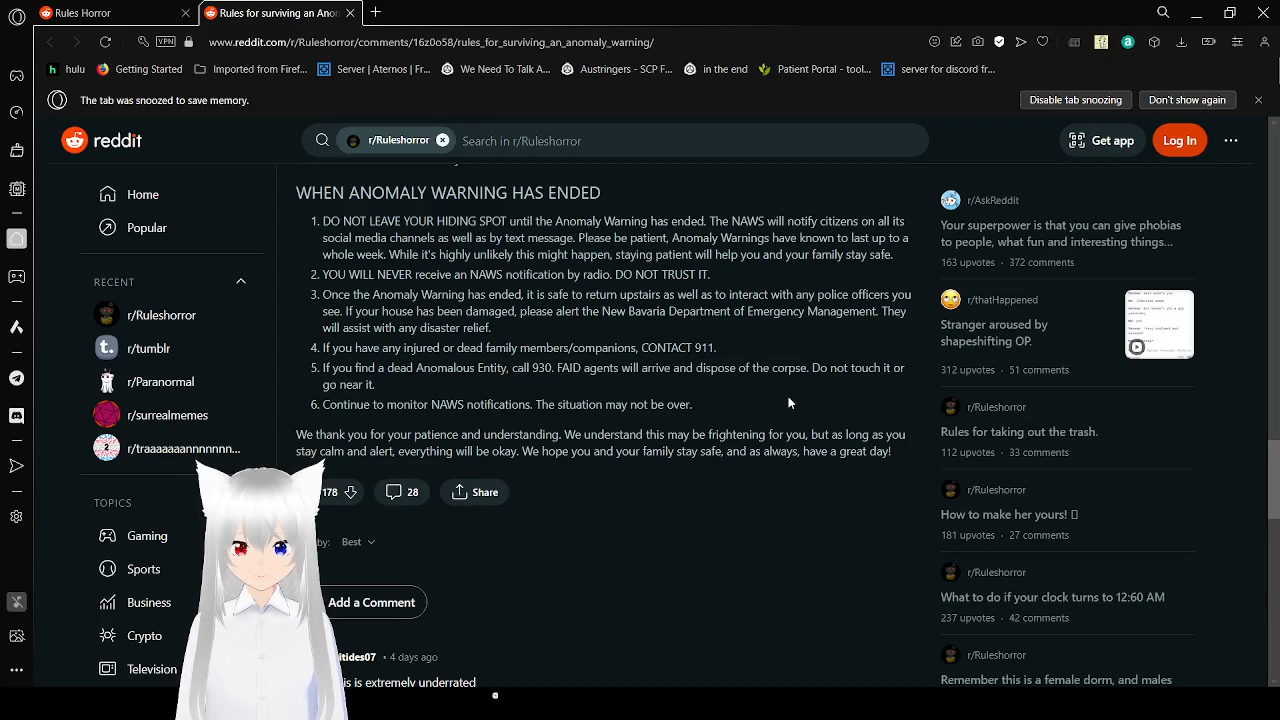 Rules Horror
Rules for surviving an Anon
VPN
www.reddit.com/r/Ruleshorror/comments/16z0o58/rules_for_surviving_an_anomaly_warning/
hulu
Getting Started
Imported from Firef...
Server | Aternos | Fr...
We Need To Talk A...
Austringers - SCP F...
in the end
Patient Portal - tool...
server for discord fr...
The tab was snoozed to save memory.
Disable tab snoozing
Don't show again
reddit
r/Ruleshorror
Search in r/Ruleshorror
Get app
Log In
Home
Popular
RECENT
r/Ruleshorror
r/tumblr
r/Paranormal
r/surrealmemes
r/traaaaaaannnnnn...
TOPICS
Gaming
Sports
Business
Crypto
Television
WHEN ANOMALY WARNING HAS ENDED
1. DO NOT LEAVE YOUR HIDING SPOT until the Anomaly Warning has ended. The NAWS will notify citizens on all its
social media channels as well as by text message. Please be patient, Anomaly Warnings have known to last up to a
whole week. While it's highly unlikely this might happen, staying patient will help you and your family stay safe.
2. YOU WILL NEVER receive an NAWS notification by radio. DO NOT TRUST IT.
3. Once the Anomaly Warning has ended, it is safe to return upstairs as well as to interact with any police officers you
see. If your house has been damaged, please alert the New Bavaria Department of Emergency Management. They
will assist with any disaster relief.
4. If you have any injured or dead family members/companions, CONTACT 911.
5. If you find a dead Anomalous Entity, call 930. FAID agents will arrive and dispose of the corpse. Do not touch it or
go near it.
6. Continue to monitor NAWS notifications. The situation may not be over.
We thank you for your patience and understanding. We understand this may be frightening for you, but as long as you
stay calm and alert, everything will be okay. We hope you and your family stay safe, and as always, have a great day!
178
28
Share
by: Best
Add a Comment
itides07 • 4 days ago
is is extremely underrated
r/AskReddit
Your superpower is that you can give phobias
to people, what fun and interesting things...
163 upvotes · 372 comments
r/thatHappened
Stranger aroused by
shapeshifting OP.
312 upvotes · 51 comments
r/Ruleshorror
Rules for taking out the trash.
112 upvotes · 33 comments
r/Ruleshorror
How to make her yours!
181 upvotes · 27 comments
r/Ruleshorror
What to do if your clock turns to 12:60 AM
237 upvotes · 42 comments
r/Ruleshorror
Remember this is a female dorm, and males